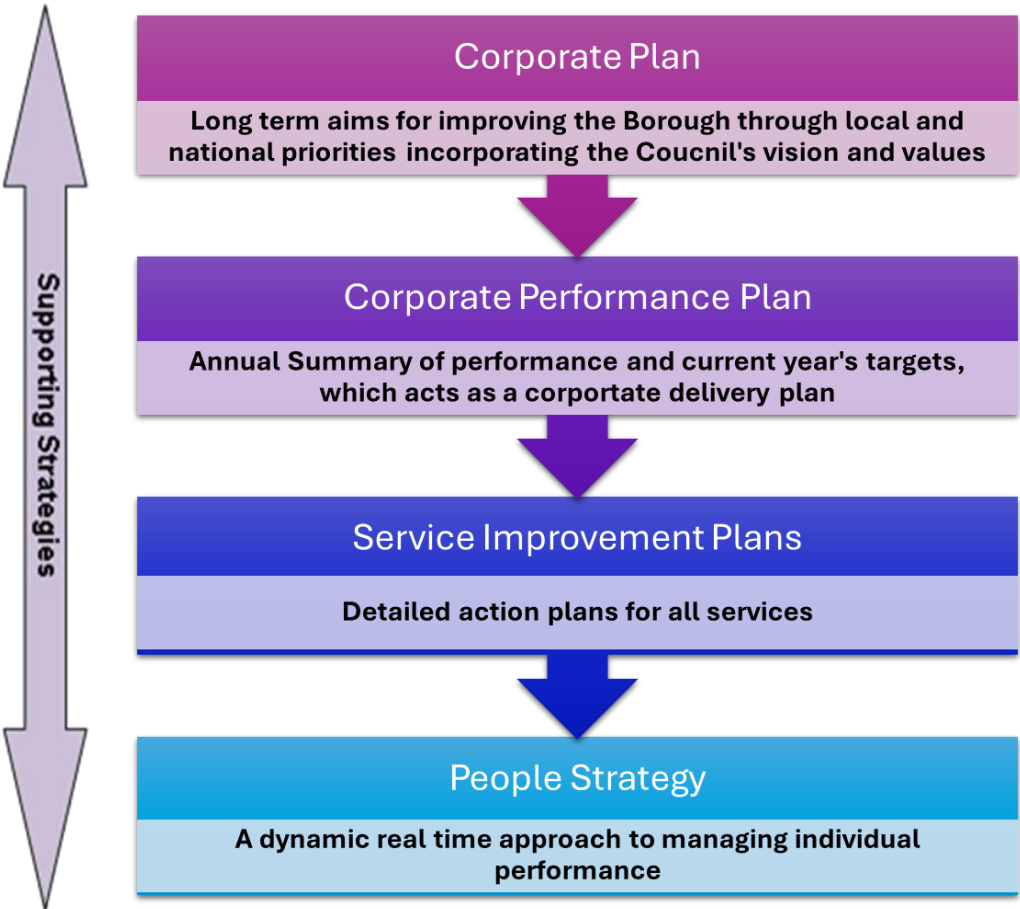 Corporate Plan
Long term aims for improving the Borough through local and
national priorities incorporating the Coucnil's vision and values
Corporate Performance Plan
Annual Summary of performance and current year's targets,
which acts as a corportate delivery plan
Service Improvement Plans
Detailed action plans for all services
People Strategy
A dynamic real time approach to managing individual
performance
Supporting Strategies